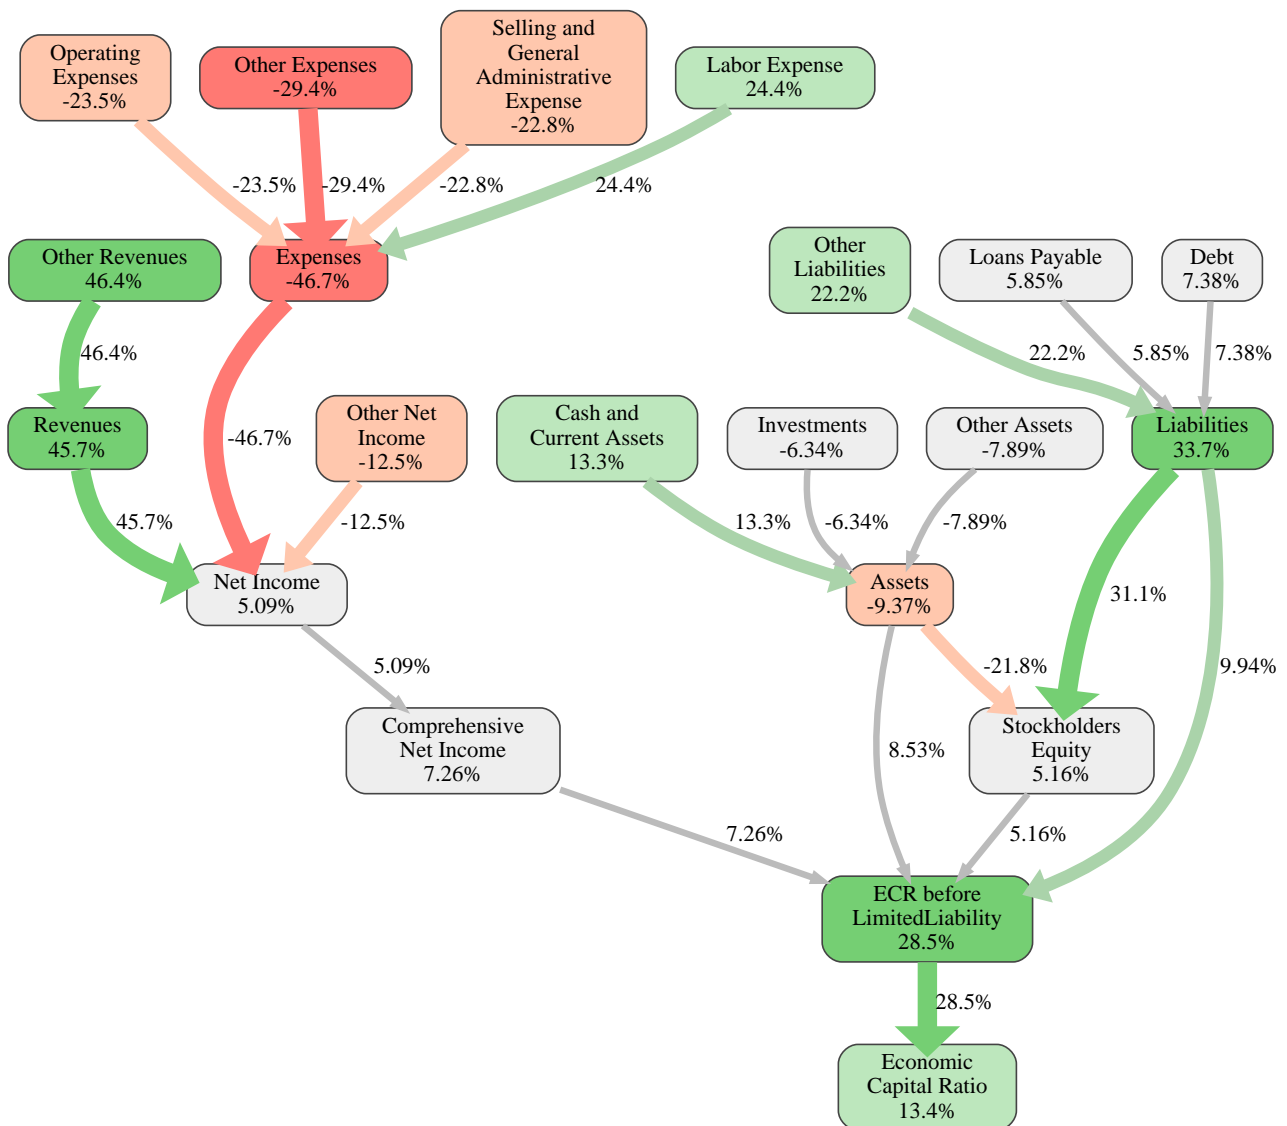 Operating
Expenses
-23.5%
Other Expenses
-29.4%
Selling and
General
Administrative
Expense
-22.8%
Labor Expense
24.4%
-23.5%
-29.4%
-22.8%
24.4%
Other Revenues
46.4%
Expenses
-46.7%
Other
Liabilities
22.2%
Loans Payable
5.85%
Debt
7.38%
46.4%
22.2%
5.85%
7.38%
Revenues
45.7%
-46.7%
Other Net
Income
-12.5%
Cash and
Current Assets
13.3%
Investments
-6.34%
Other Assets
-7.89%
Liabilities
33.7%
45.7%
-12.5%
13.3%
-6.34%
-7.89%
Net Income
5.09%
Assets
-9.37%
31.1%
5.09%
-21.8%
9.94%
Comprehensive
Net Income
7.26%
8.53%
Stockholders
Equity
5.16%
7.26%
5.16%
ECR before
LimitedLiability
28.5%
28.5%
Economic
Capital Ratio
13.4%